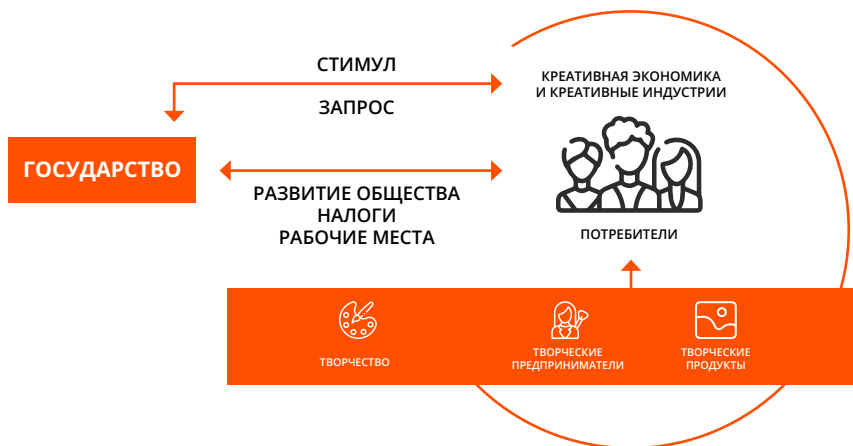 СТИМУЛ
ЗАПРОС
КРЕАТИВНАЯ ЭКОНОМИКА
И КРЕАТИВНЫЕ ИНДУСТРИИ
ГОСУДАРСТВО
РАЗВИТИЕ ОБЩЕСТВА
НАЛОГИ
РАБОЧИЕ МЕСТА
ПОТРЕБИТЕЛИ
ТВОРЧЕСТВО
ТВОРЧЕСКИЕ
ПРЕДПРИНИМАТЕЛИ
ТВОРЧЕСКИЕ
ПРОДУКТЫ